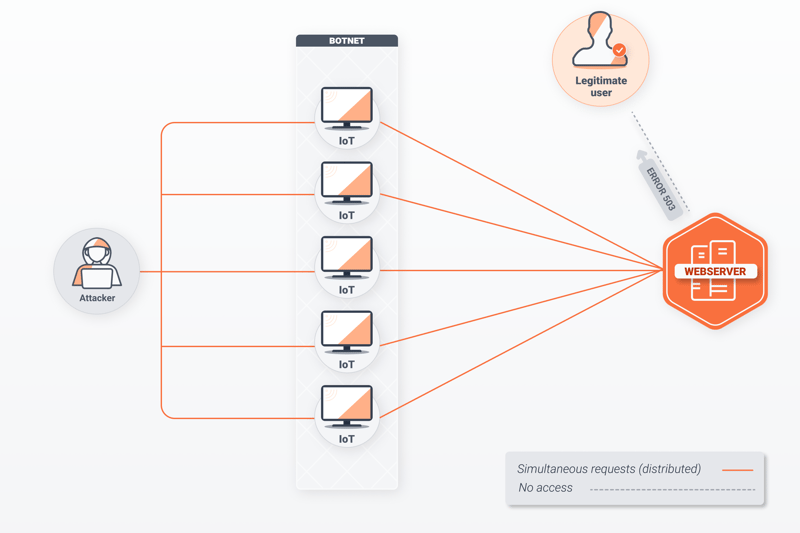 BOTNET
Legitimate
user
IoT
IoT
ERROR 503
IoT
WEBSERVER
Attacker
IoT
IoT
Simultaneous requests (distributed)
No access